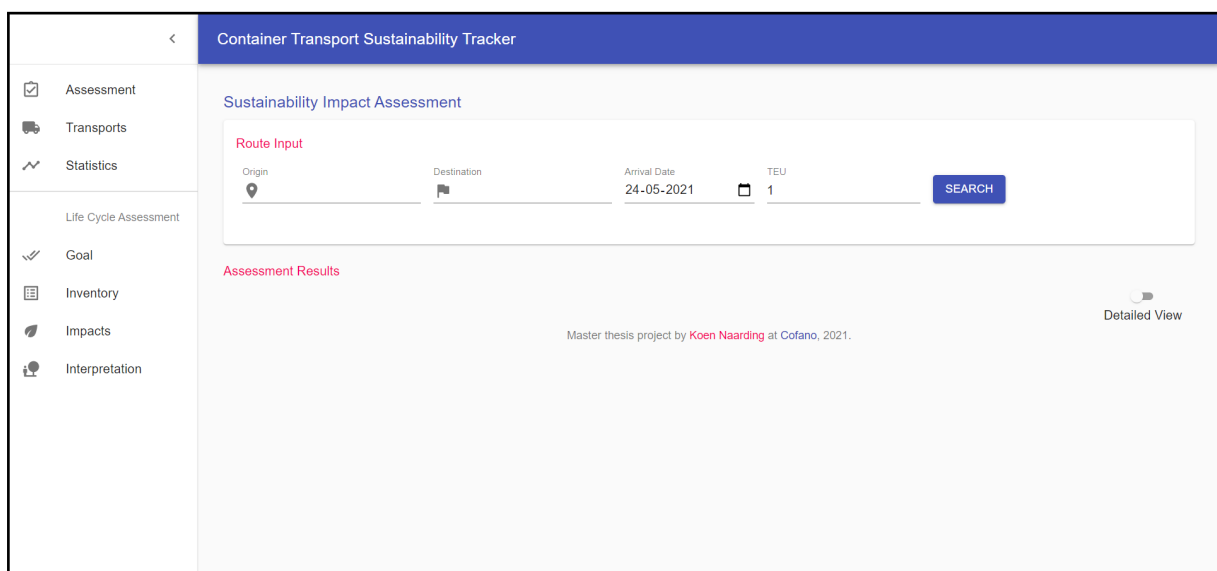 Container Transport Sustainability Tracker
Assessment
Transports
Statistics
Life Cycle Assessment
Goal
Inventory
Impacts
Interpretation
Sustainability Impact Assessment
Route Input
Origin
Destination
Arrival Date
24-05-2021
TEU
1
SEARCH
Assessment Results
Detailed View
Master thesis project by Koen Naarding at Cofano, 2021.